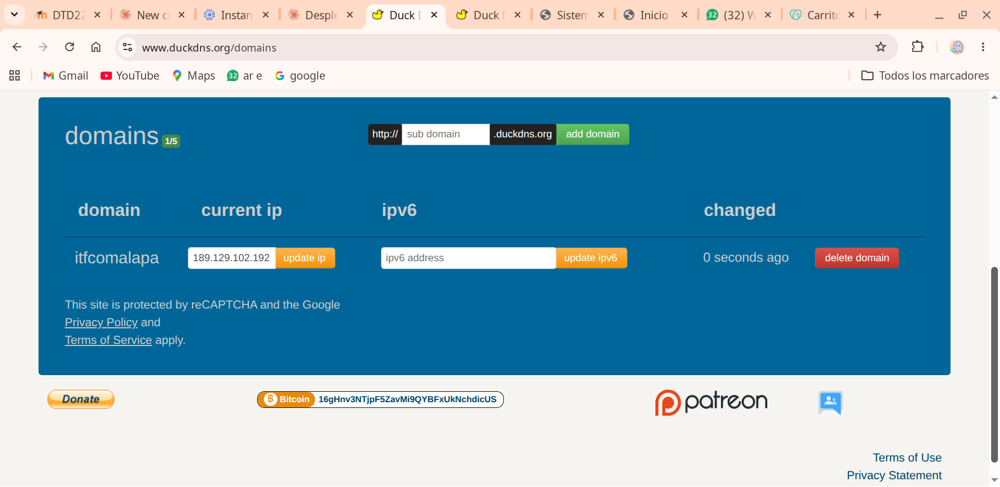 DTD22
New c
Instan
Desple
Duck D
Duck D
Sistem
Inicio
32
(32) W
Carrito
www.duckdns.org/domains
Gmail
YouTube
Maps
32
ar e
google
Todos los marcadores
domains 1/5
http:// sub domain .duckdns.org add domain
domain current ip ipv6 changed
itfcomalapa 189.129.102.192 update ip ipv6 address update ipv6 0 seconds ago delete domain
This site is protected by reCAPTCHA and the Google
Privacy Policy and
Terms of Service apply.
Donate
Bitcoin 16gHnv3NTjpF5ZavMi9QYBFxUkNchdicUS
patreon
Terms of Use
Privacy Statement